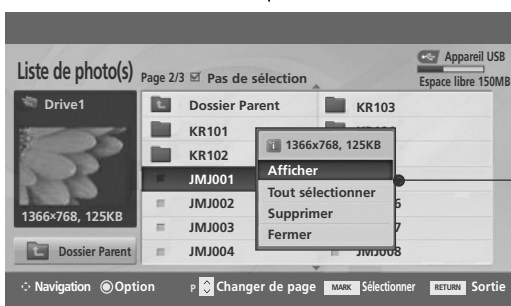 Appareil USB
Liste de photo(s) Page 2/3 Pas de sélection Espace libre 150MB
Drive1
1366×768, 125KB
Dossier Parent
Dossier Parent
KR101
KR102
JMJ001
JMJ002
JMJ003
JMJ004
KR103
JMJ008
1366x768, 125KB
Afficher
Tout sélectionner
Supprimer
Fermer
Navigation Option P Changer de page MARK Sélectionner RETURN Sortie